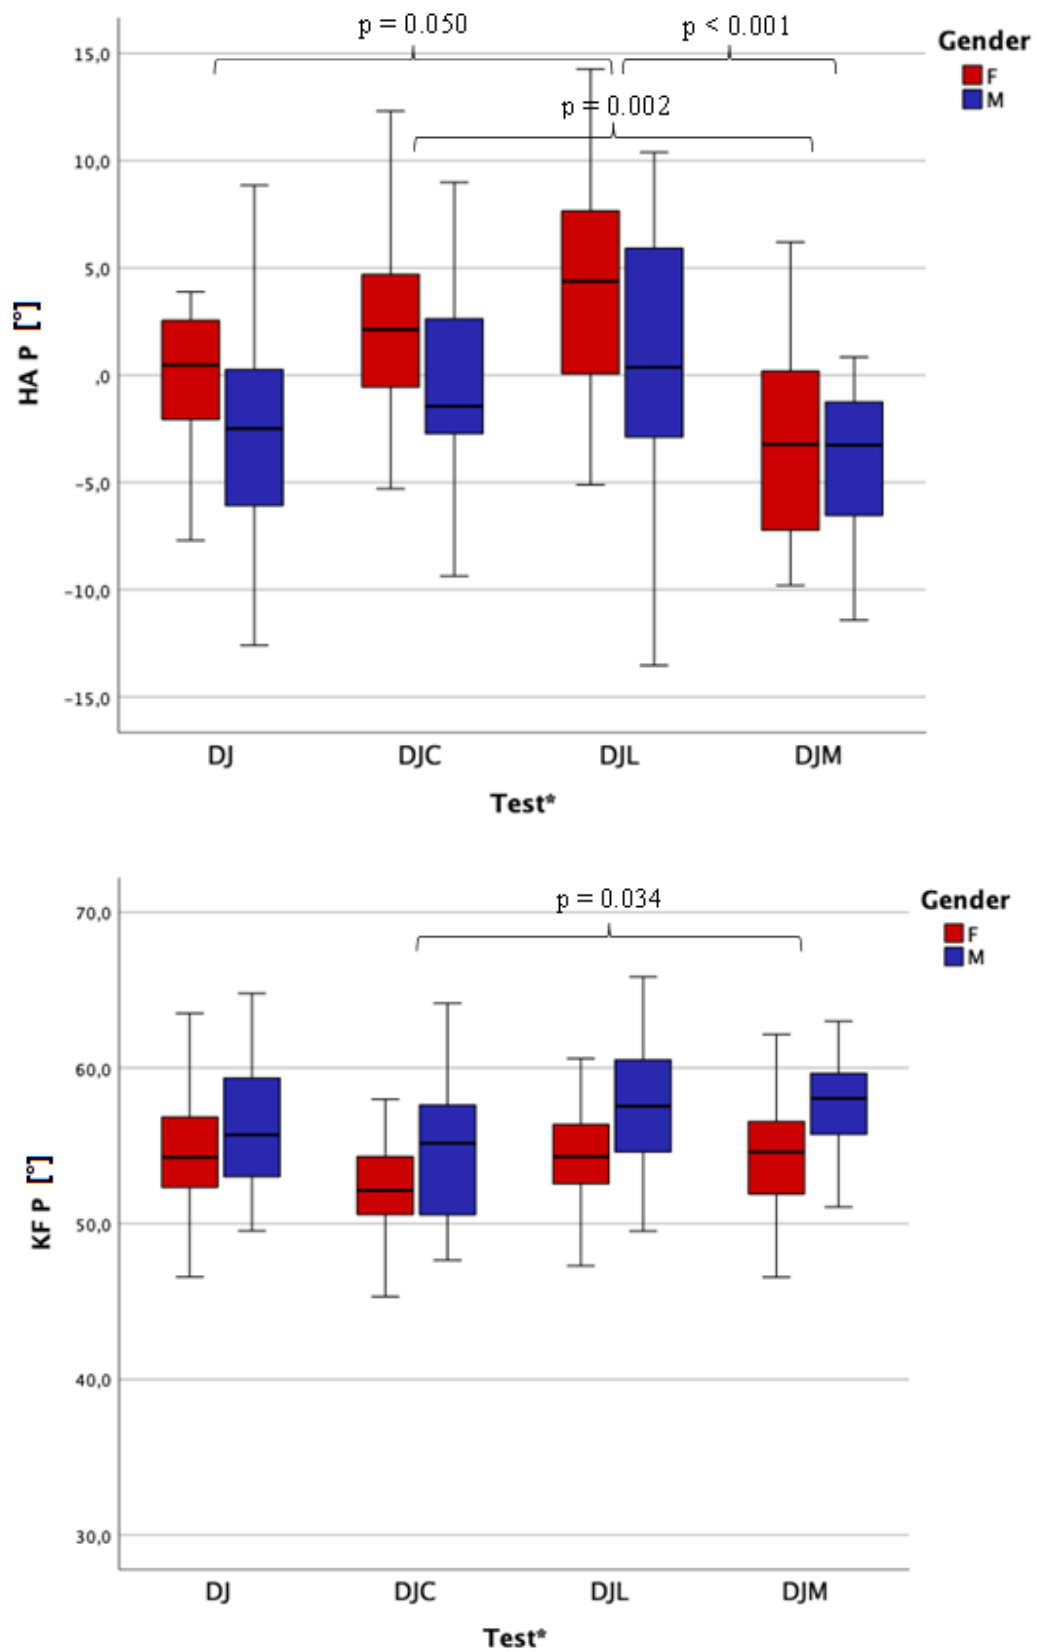 p = 0.050
p < 0.001
Gender
F
M
p = 0.002
15,0
10,0
5,0
,0
-5,0
-10,0
-15,0
HA P [°]
DJ DJC DJL DJM
Test*
p = 0.034
Gender
F
M
70,0
60,0
50,0
40,0
30,0
KF P [°]
DJ DJC DJL DJM
Test*